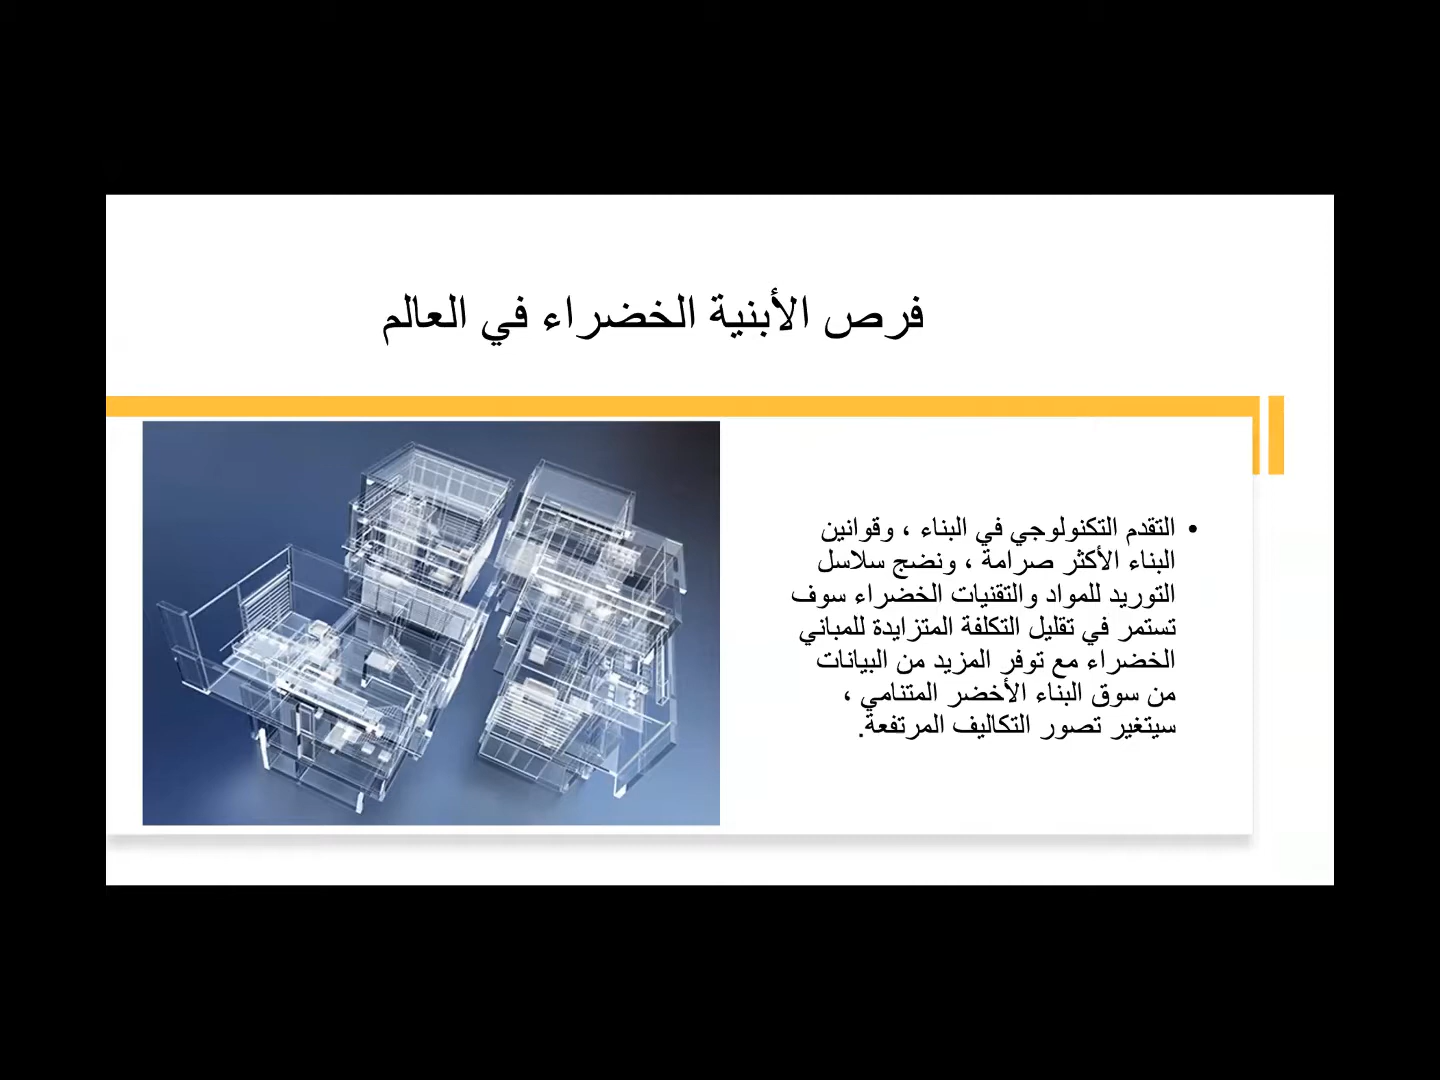 فرص الأبنية الخضراء في العالم
• التقدم التكنولوجي في البناء ، وقوانين
البناء الأكثر صرامة ، ونضج سلاسل
التوريد للمواد والتقنيات الخضراء سوف
تستمر في تقليل التكلفة المتزايدة للمباني
الخضراء مع توفر المزيد من البيانات
من سوق البناء الأخضر المتنامي ،
سيتغير تصور التكاليف المرتفعة.